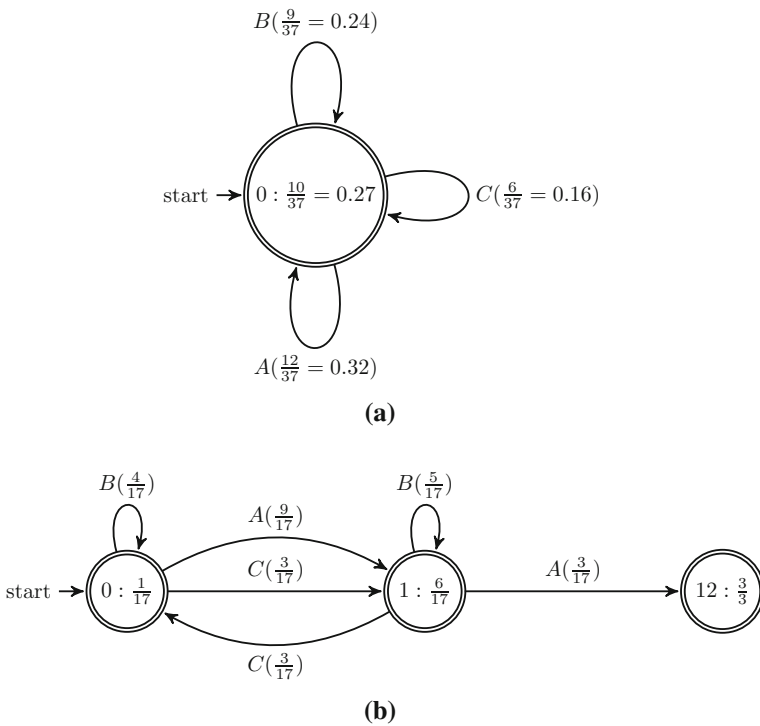 B(9/37 = 0.24)
start
0 : 10/37 = 0.27
C(6/37 = 0.16)
A(12/37 = 0.32)
(a)
B(4/17)
B(5/17)
A(9/17)
start
0 : 1/17
C(3/17)
1 : 6/17
A(3/17)
12 : 3/3
C(3/17)
(b)